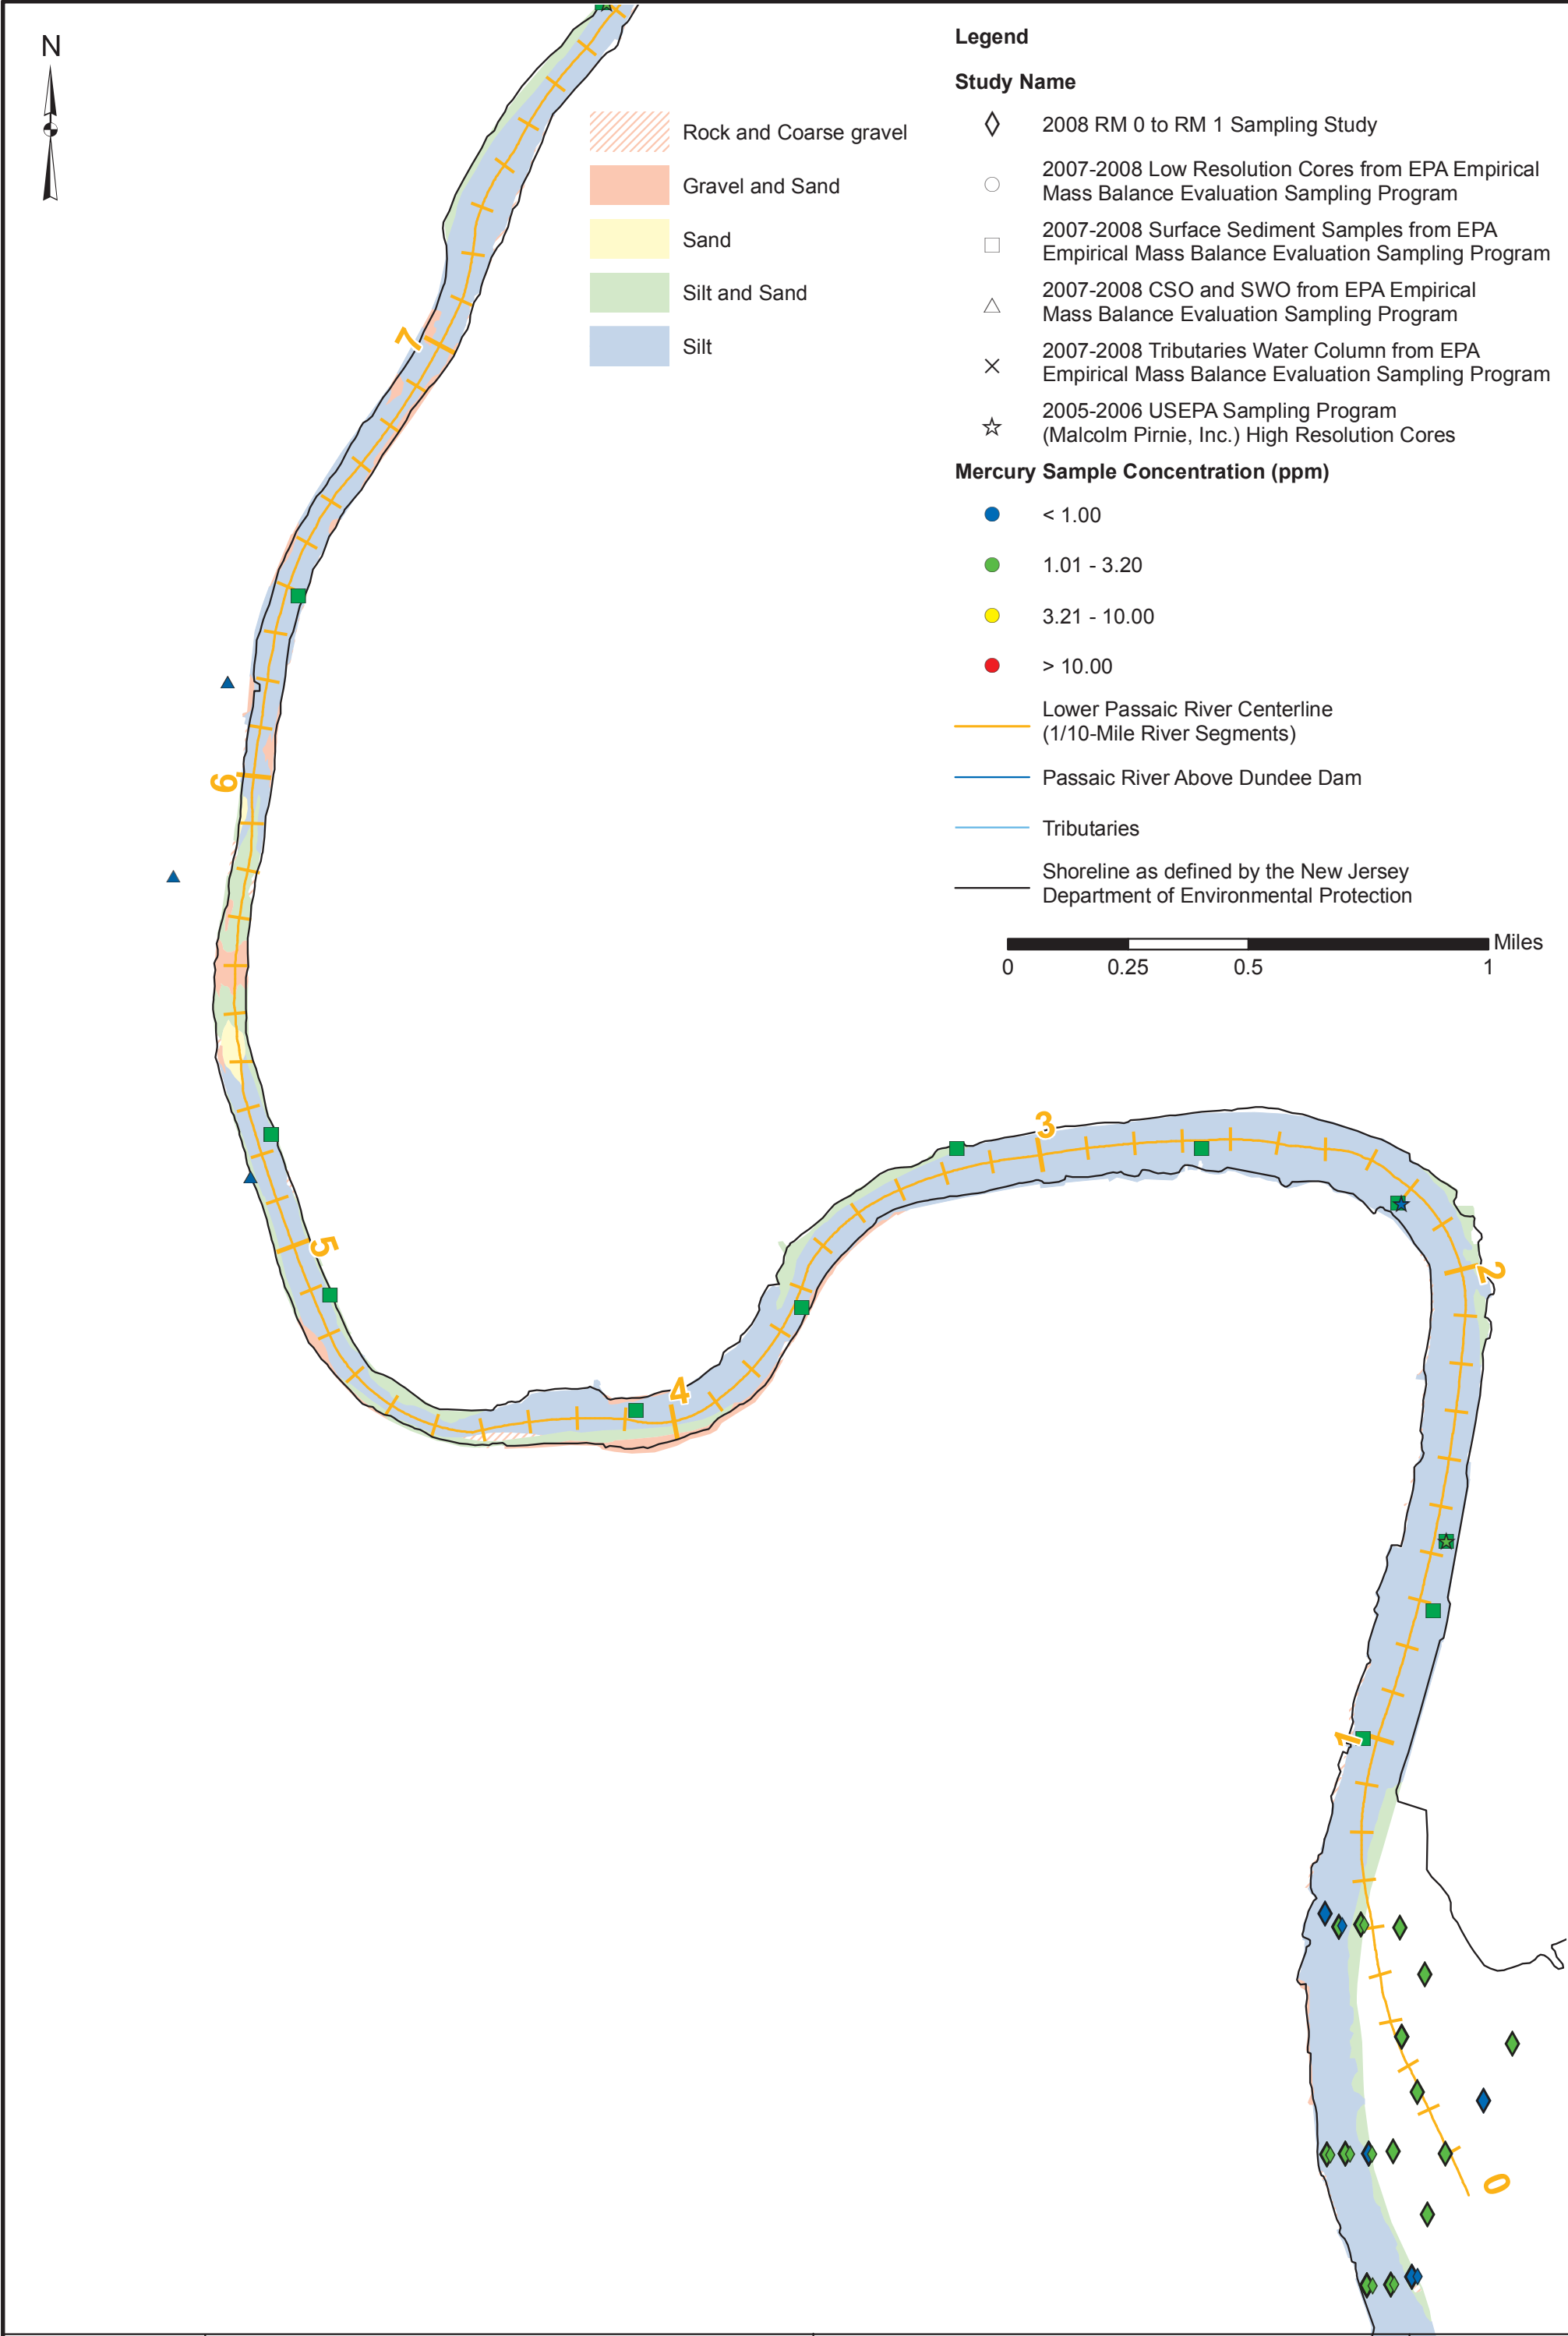 N
Legend
Study Name
2008 RM 0 to RM 1 Sampling Study
2007-2008 Low Resolution Cores from EPA Empirical
Mass Balance Evaluation Sampling Program
2007-2008 Surface Sediment Samples from EPA
Empirical Mass Balance Evaluation Sampling Program
2007-2008 CSO and SWO from EPA Empirical
Mass Balance Evaluation Sampling Program
2007-2008 Tributaries Water Column from EPA
Empirical Mass Balance Evaluation Sampling Program
2005-2006 USEPA Sampling Program
(Malcolm Pirnie, Inc.) High Resolution Cores
Mercury Sample Concentration (ppm)
< 1.00
1.01 - 3.20
3.21 - 10.00
> 10.00
Lower Passaic River Centerline
(1/10-Mile River Segments)
Passaic River Above Dundee Dam
Tributaries
Shoreline as defined by the New Jersey
Department of Environmental Protection
Miles
0 0.25 0.5 1
Rock and Coarse gravel
Gravel and Sand
Sand
Silt and Sand
Silt
7
6
5
4
3
2
1
0